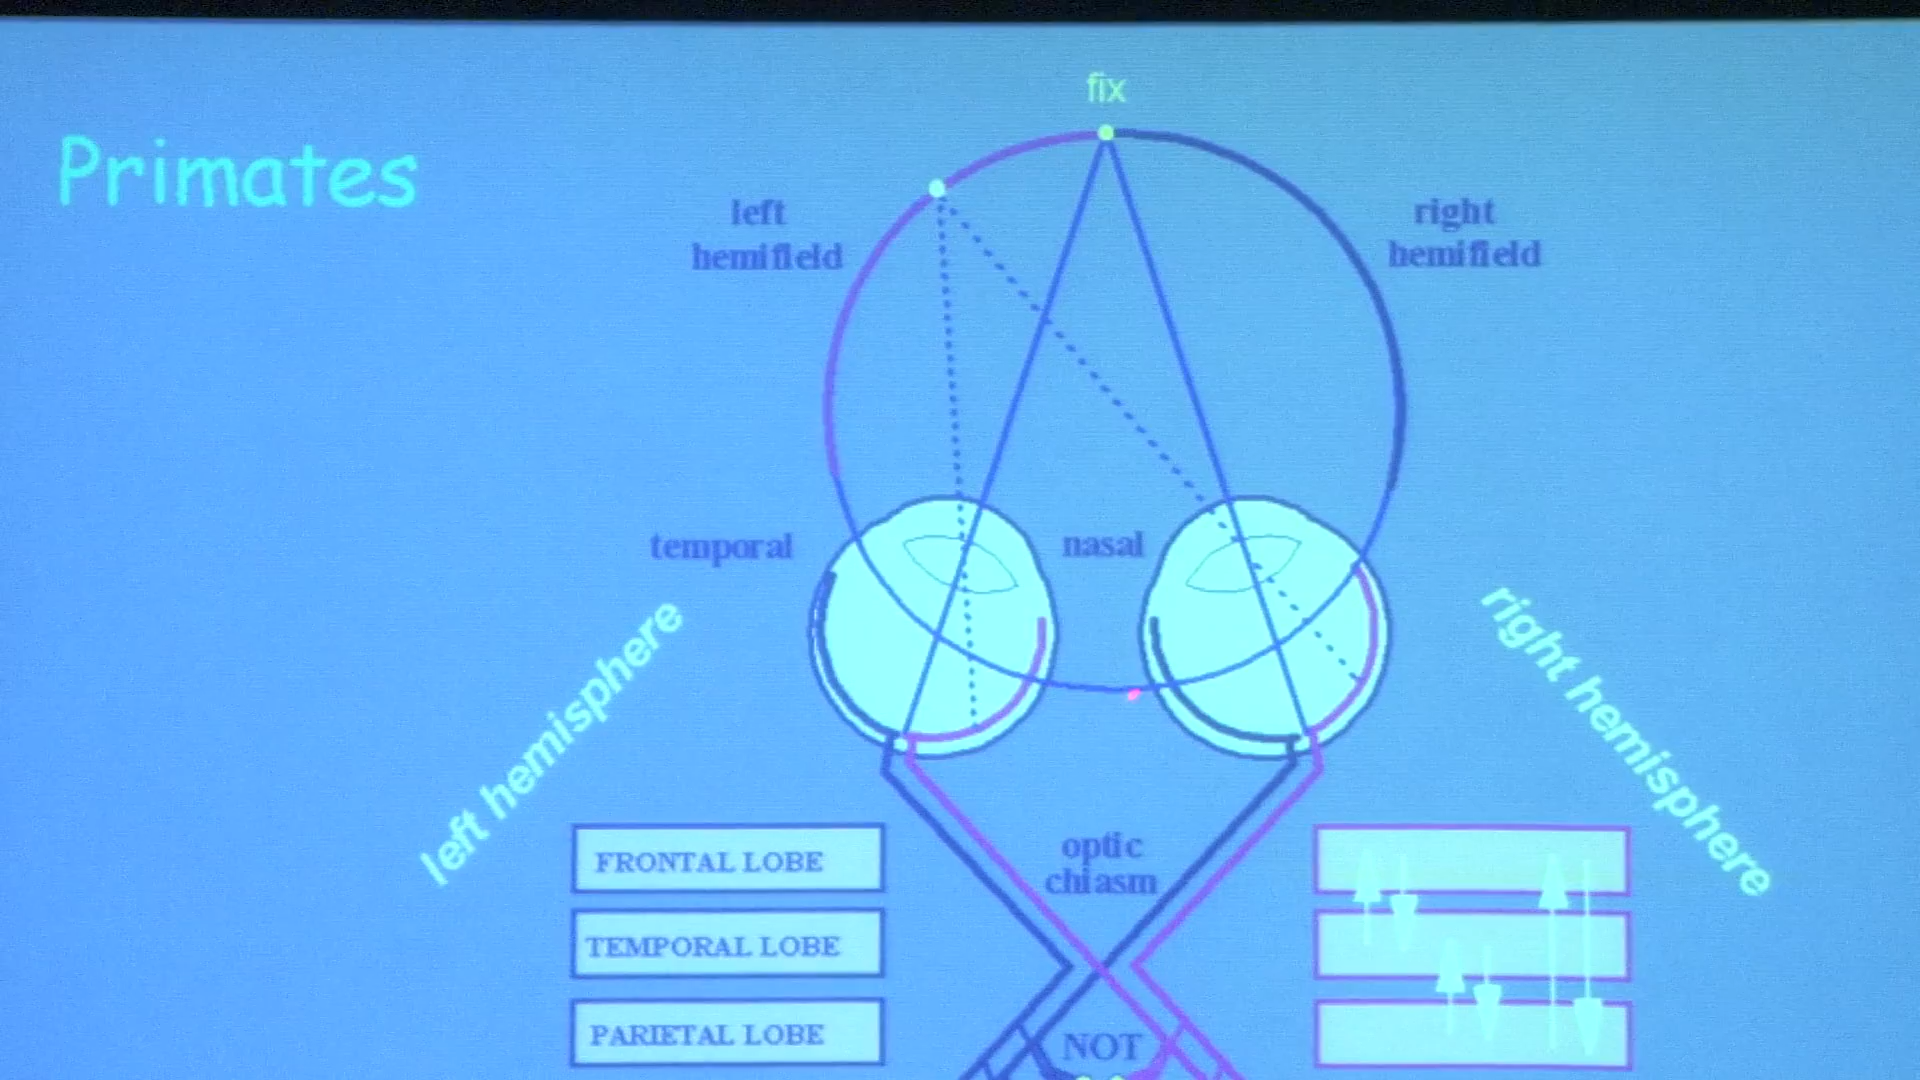 fix
Primates
left
hemifield
right
hemifield
temporal
nasal
left hemisphere
right hemisphere
optic
chiasm
FRONTAL LOBE
TEMPORAL LOBE
PARIETAL LOBE
NOT